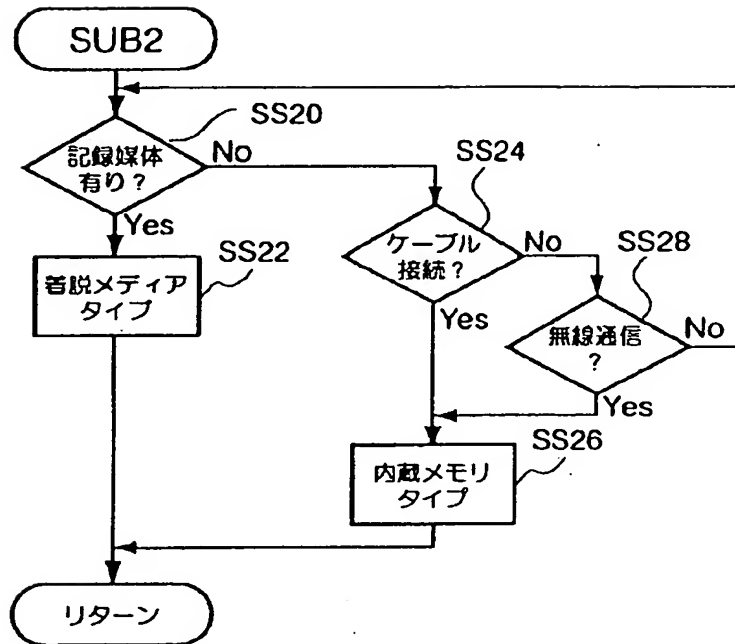 SUB2
SS20
記録媒体
有り？
No
Yes
SS24
ケーブル
接続？
No
Yes
SS22
着脱メディア
タイプ
SS28
無線通信
？
No
Yes
SS26
内蔵メモリ
タイプ
リターン